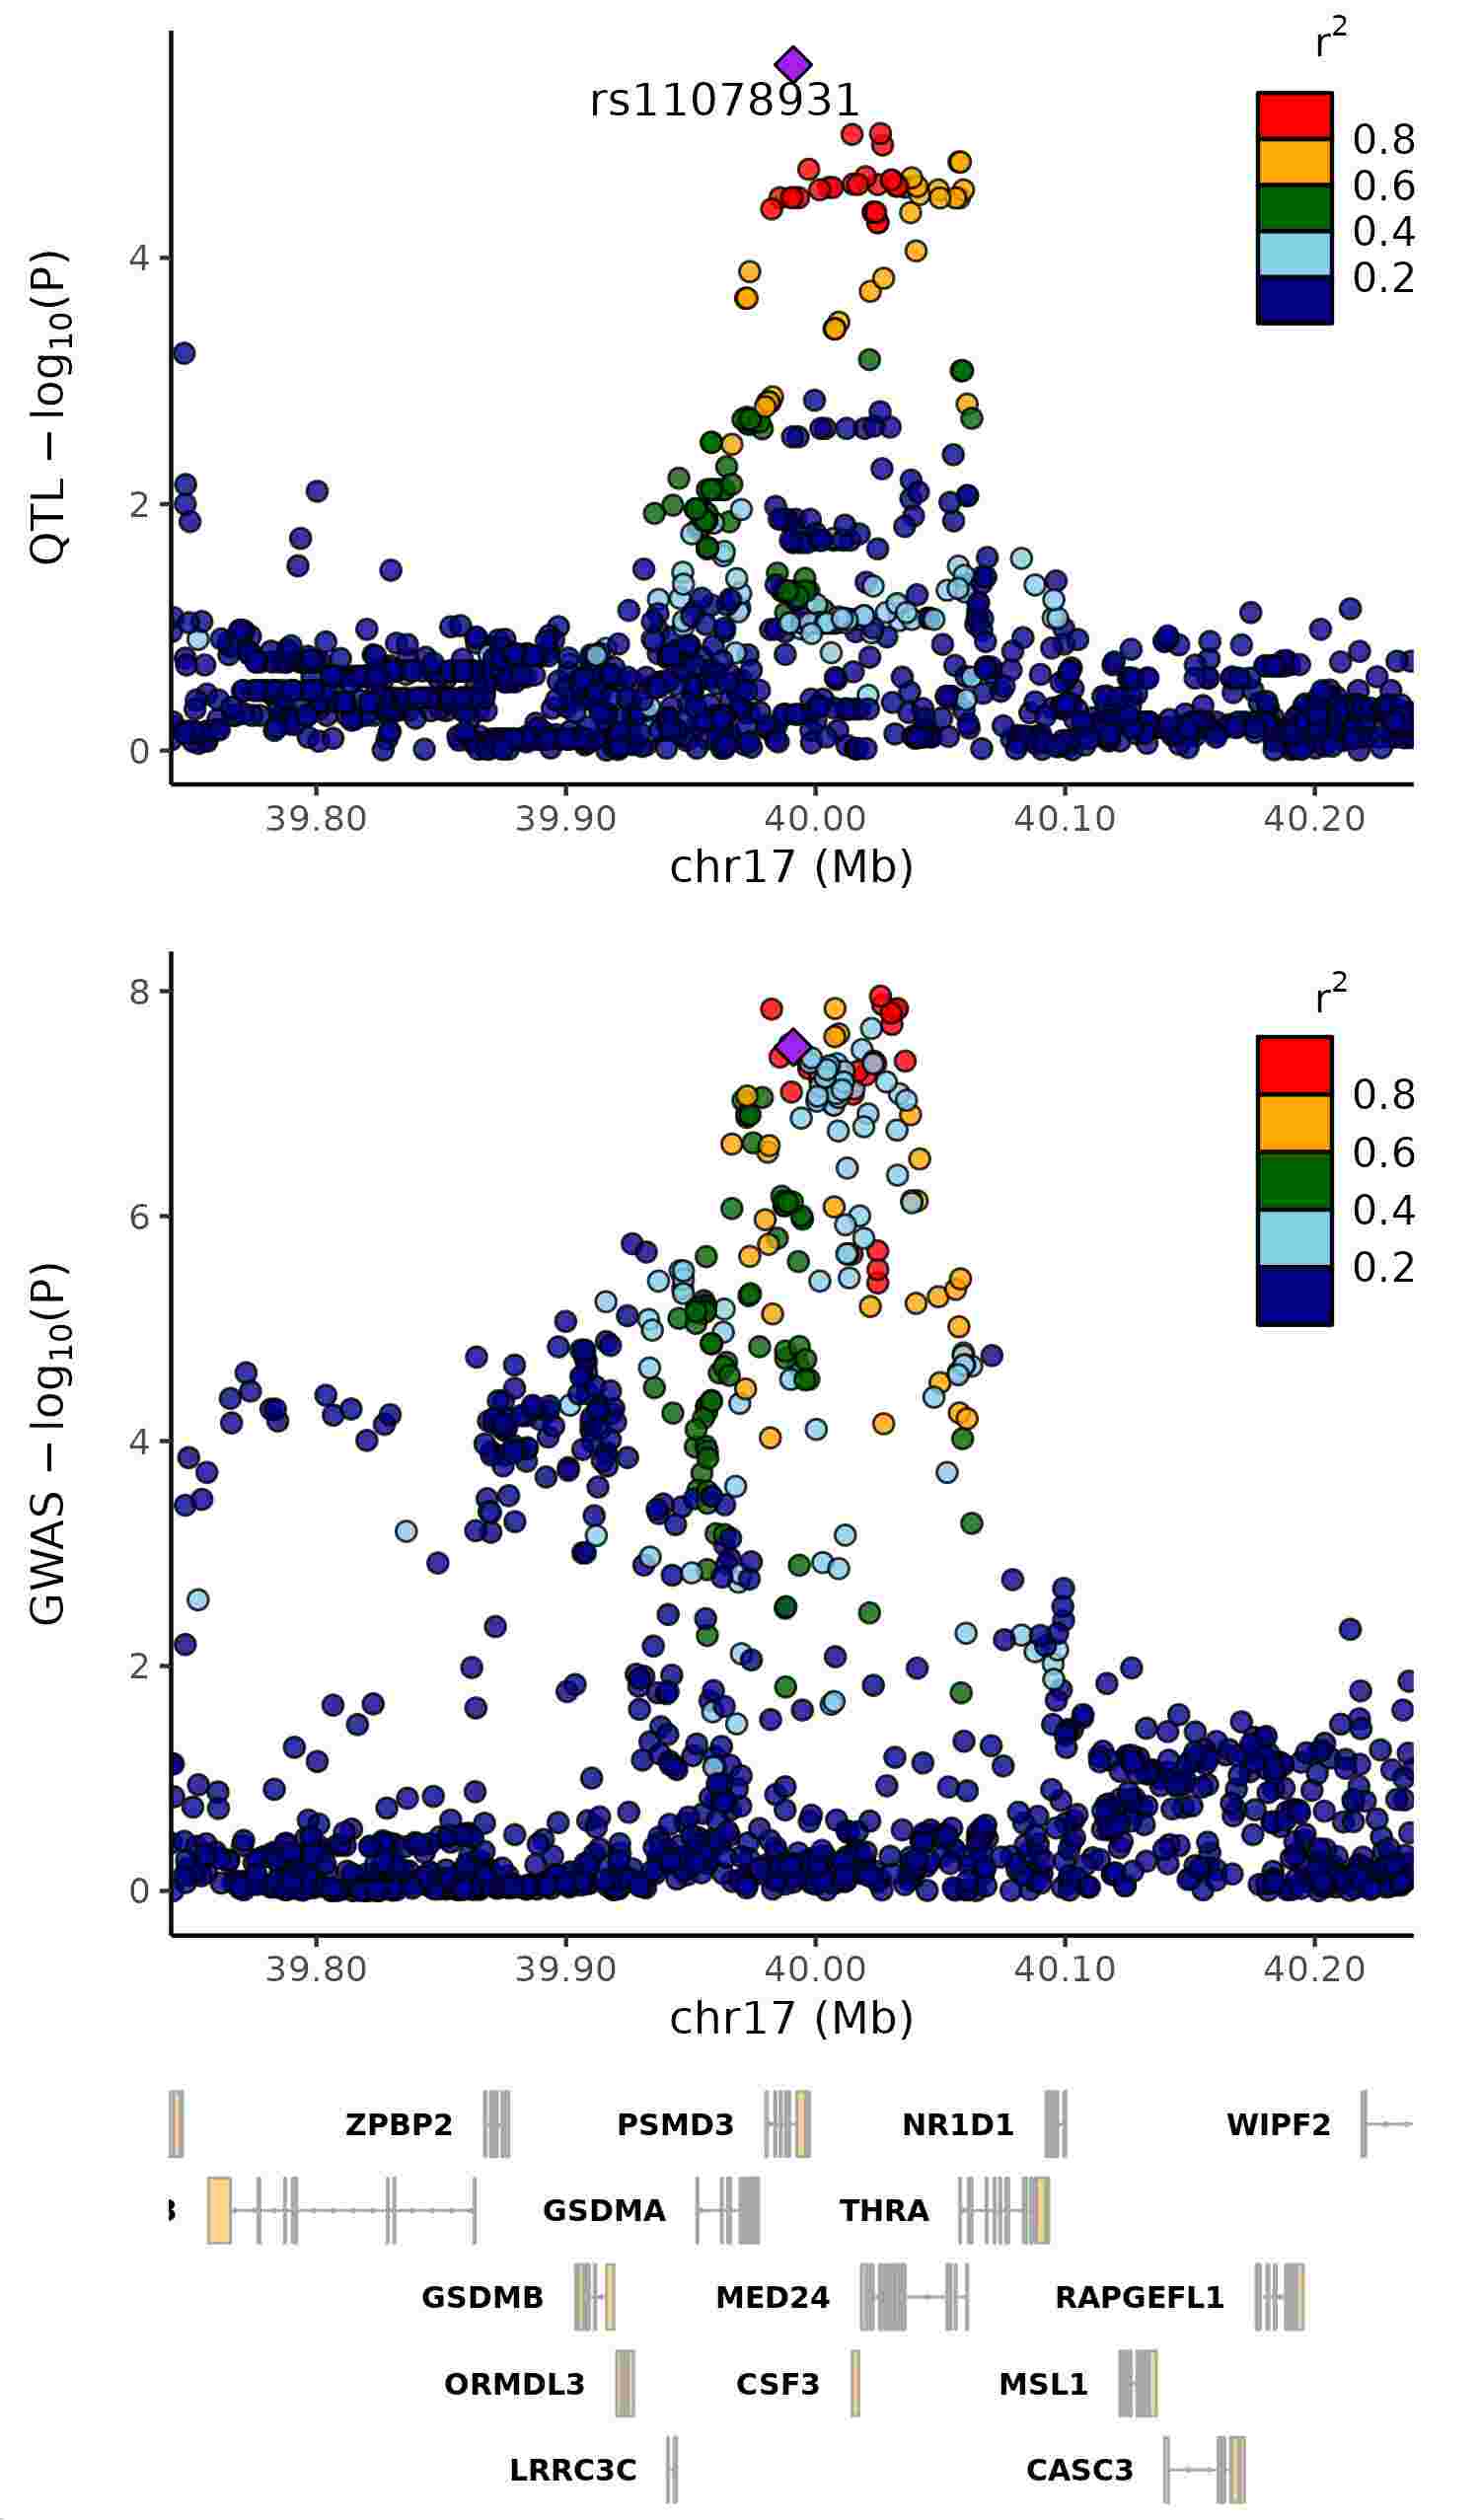 r²
rs11078931
0.8
0.6
0.4
0.2
QTL −log₁₀(P)
4
2
0
39.80 39.90 40.00 40.10 40.20
chr17 (Mb)
r²
0.8
0.6
0.4
0.2
GWAS −log₁₀(P)
8
6
4
2
0
39.80 39.90 40.00 40.10 40.20
chr17 (Mb)
ZPBP2 PSMD3 NR1D1 WIPF2
3 GSDMA THRA
GSDMB MED24 RAPGEFL1
ORMDL3 CSF3 MSL1
LRRC3C CASC3